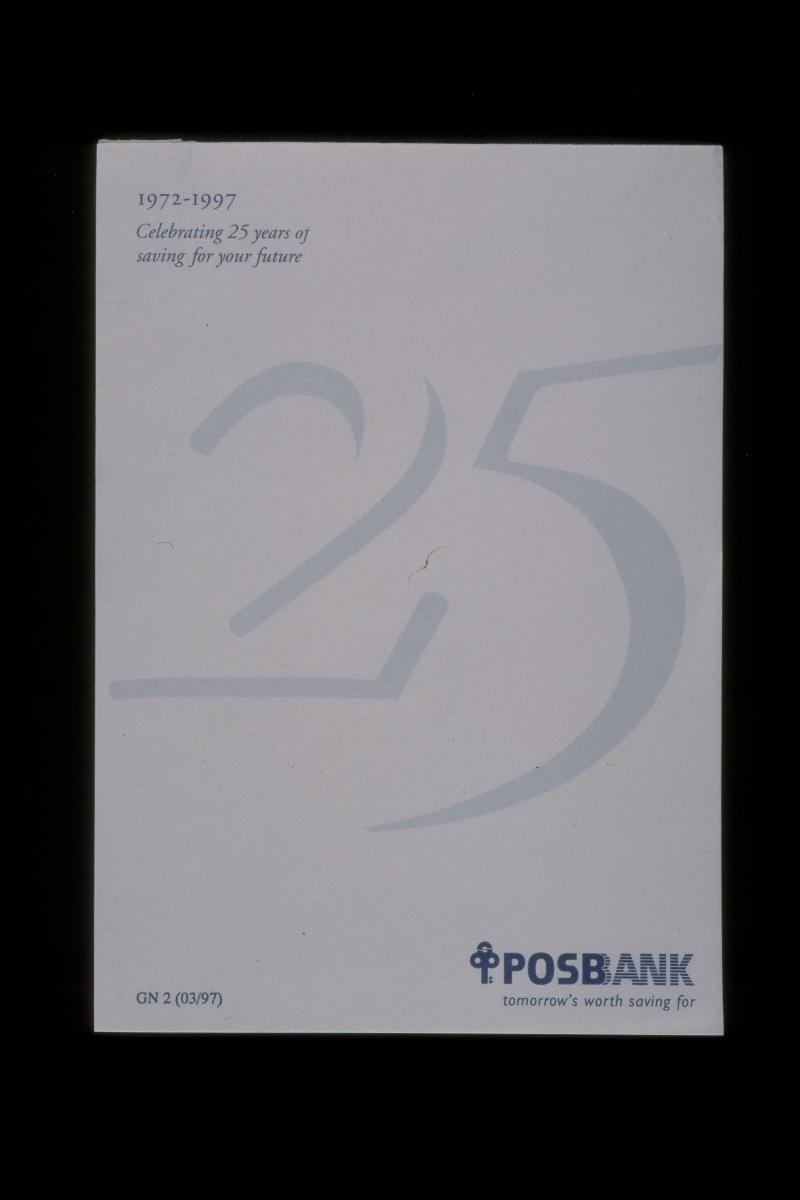 1972-1997
Celebrating 25 years of
saving for your future
25
POSBANK
tomorrow's worth saving for
GN 2 (03/97)